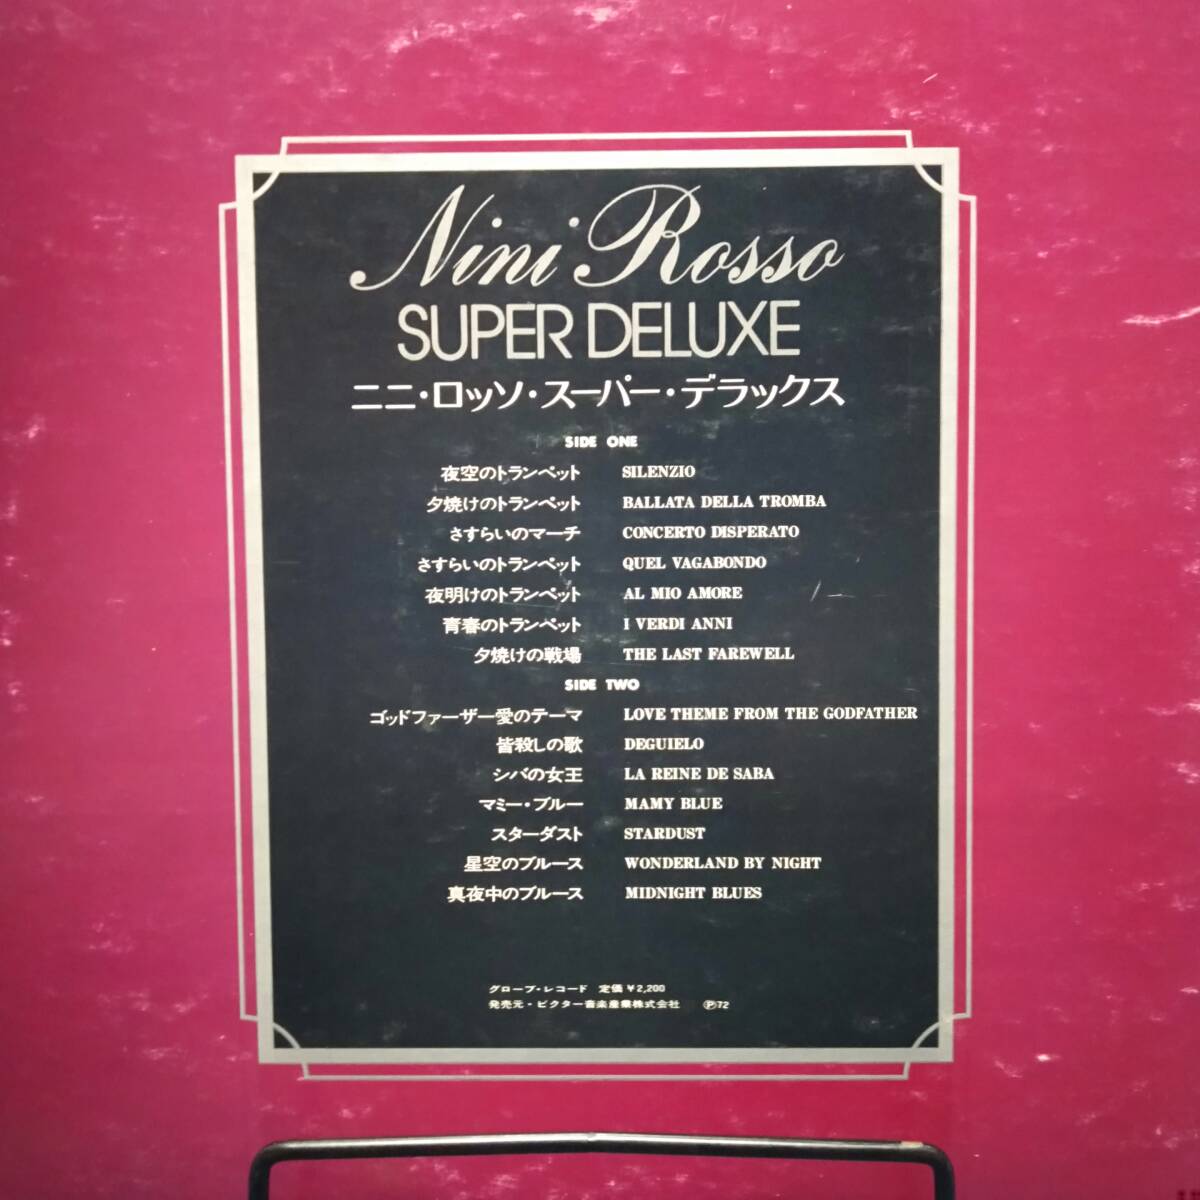 Nini Rosso
SUPER DELUXE
ニニ・ロッソ・スーパー・デラックス
SIDE ONE
夜空のトランペット SILENZIO
夕焼けのトランペット BALLATA DELLA TROMBA
さすらいのマーチ CONCERTO DISPERATO
さすらいのトランペット QUEL VAGABONDO
夜明けのトランペット AL MIO AMORE
青春のトランペット I VERDI ANNI
夕焼けの戦場 THE LAST FAREWELL
SIDE TWO
ゴッドファーザー愛のテーマ LOVE THEME FROM THE GODFATHER
皆殺しの歌 DEGUIELO
シバの女王 LA REINE DE SABA
マミー・ブルー MAMY BLUE
スターダスト STARDUST
星空のブルース WONDERLAND BY NIGHT
真夜中のブルース MIDNIGHT BLUES
グローブ・レコード 定価 ¥2,200
発売元・ビクター音楽産業株式会社 ℗72